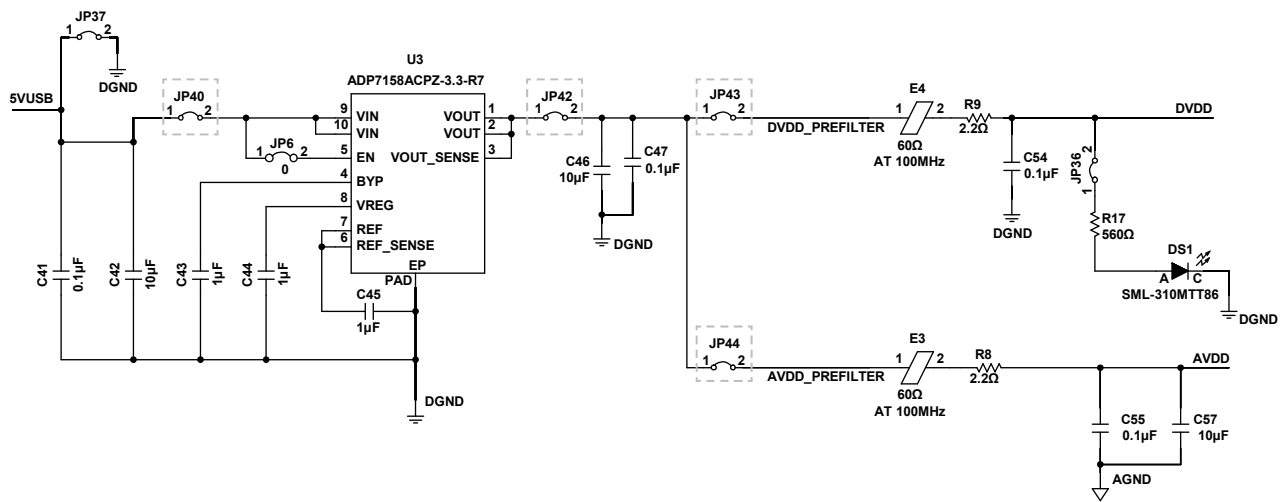 JP37
1 2
DGND
5VUSB
JP40
1 2
JP6
1 2
0
C41
0.1µF
C42
10µF
C43
1µF
C44
1µF
C45
1µF
U3
ADP7158ACPZ-3.3-R7
9 VIN
10 VIN
5 EN
4 BYP
8 VREG
7 REF
6 REF_SENSE
EP
PAD
VOUT 1
VOUT 2
VOUT_SENSE 3
DGND
JP42
1 2
C46
10µF
C47
0.1µF
DGND
JP43
1 2
DVDD_PREFILTER
E4
1 2
60Ω
AT 100MHz
R9
2.2Ω
DVDD
C54
0.1µF
DGND
JP36
2
1
R17
560Ω
DS1
A C
SML-310MTT86
DGND
JP44
1 2
AVDD_PREFILTER
E3
1 2
60Ω
AT 100MHz
R8
2.2Ω
AVDD
C55
0.1µF
C57
10µF
AGND